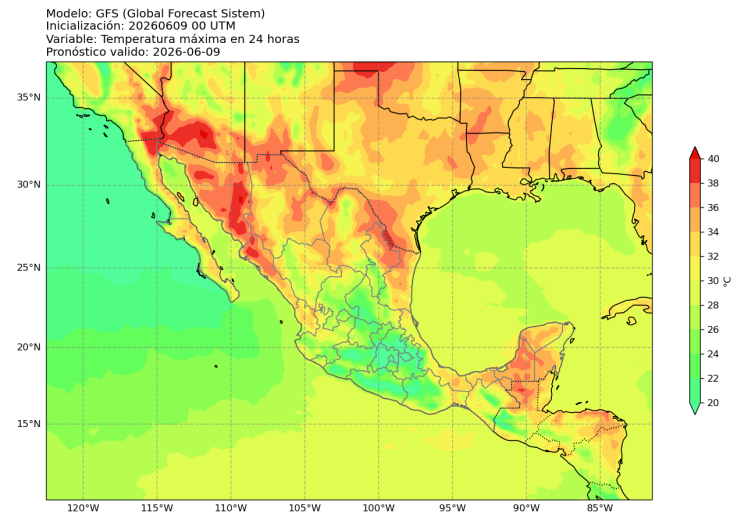 Modelo: GFS (Global Forecast Sistem)
Inicialización: 20260609 00 UTM
Variable: Temperatura máxima en 24 horas
Pronóstico valido: 2026-06-09
35°N
30°N
25°N
20°N
15°N
120°W 115°W 110°W 105°W 100°W 95°W 90°W 85°W
40
38
36
34
32
30
28
26
24
22
20
°C